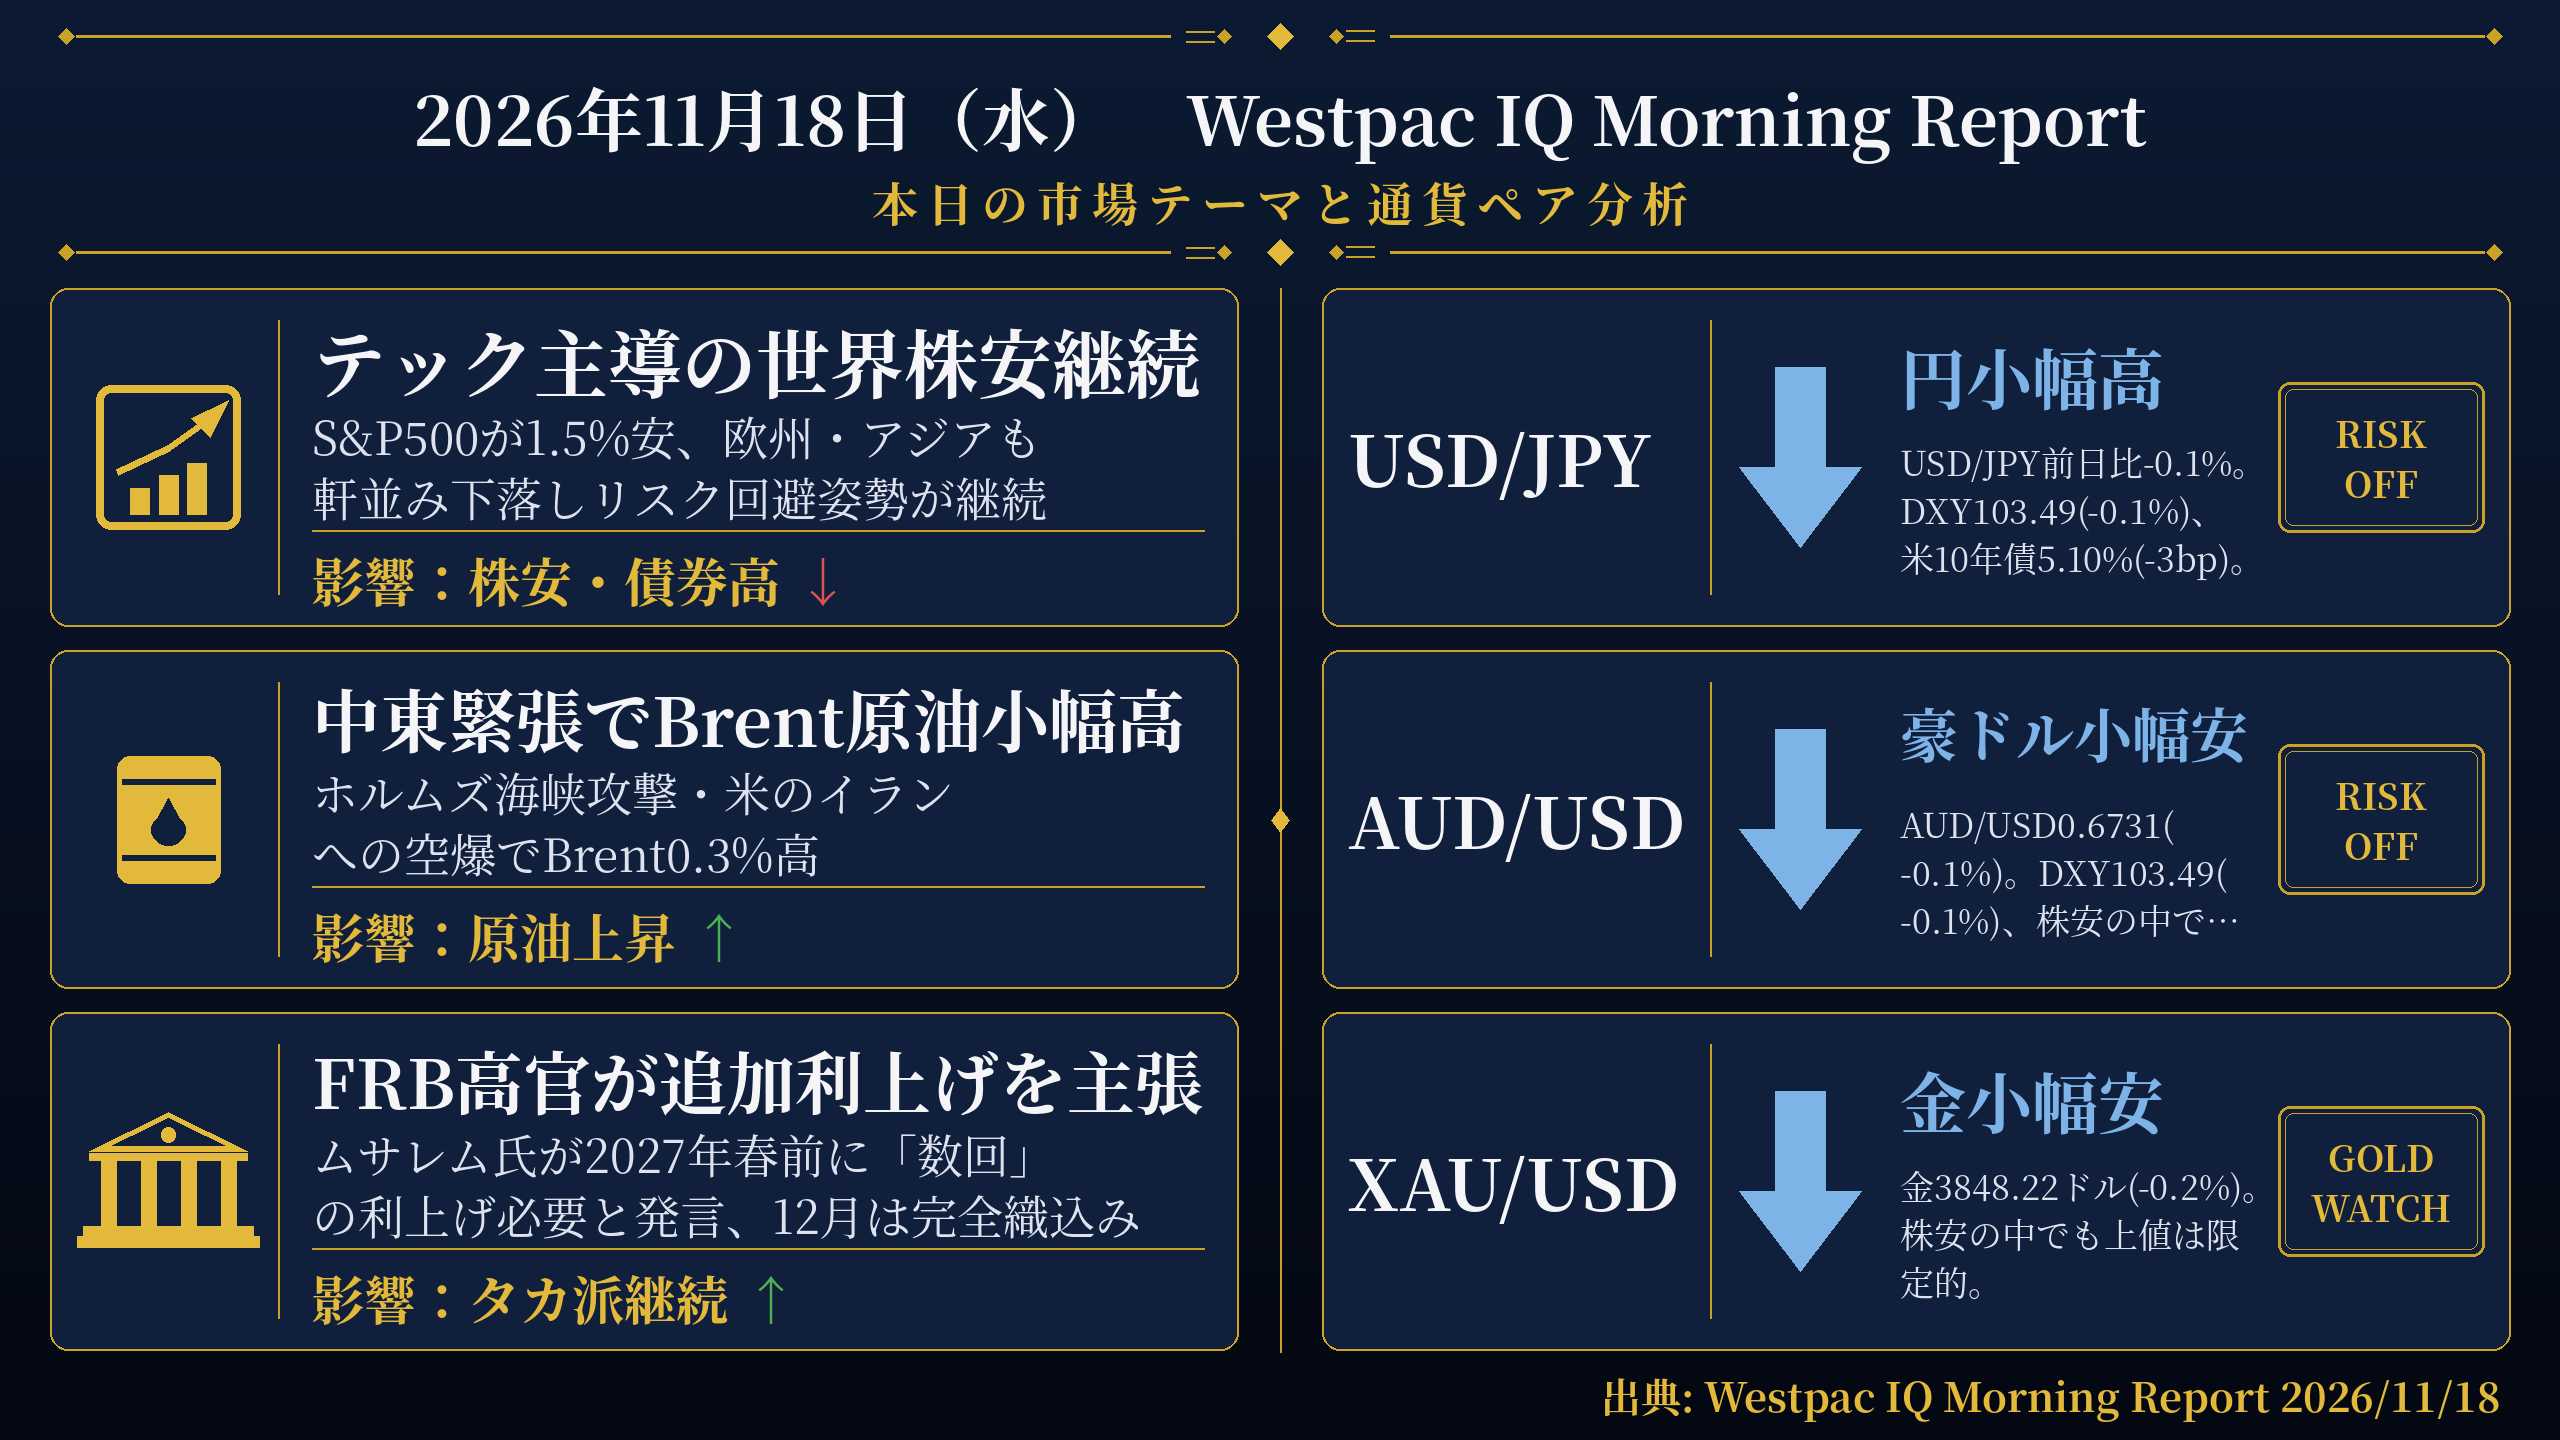 2026年11月18日（水）　Westpac IQ Morning Report
本日の市場テーマと通貨ペア分析
テック主導の世界株安継続
S&P500が1.5%安、欧州・アジアも
軒並み下落しリスク回避姿勢が継続
影響：株安・債券高 ↓
中東緊張でBrent原油小幅高
ホルムズ海峡攻撃・米のイラン
への空爆でBrent0.3%高
影響：原油上昇 ↑
FRB高官が追加利上げを主張
ムサレム氏が2027年春前に「数回」
の利上げ必要と発言、12月は完全織込み
影響：タカ派継続 ↑
USD/JPY
円小幅高
USD/JPY前日比-0.1%。
DXY103.49(-0.1%)、
米10年債5.10%(-3bp)。
RISK
OFF
AUD/USD
豪ドル小幅安
AUD/USD0.6731(
-0.1%)。DXY103.49(
-0.1%)、株安の中で…
RISK
OFF
XAU/USD
金小幅安
金3848.22ドル(-0.2%)。
株安の中でも上値は限
定的。
GOLD
WATCH
出典: Westpac IQ Morning Report 2026/11/18